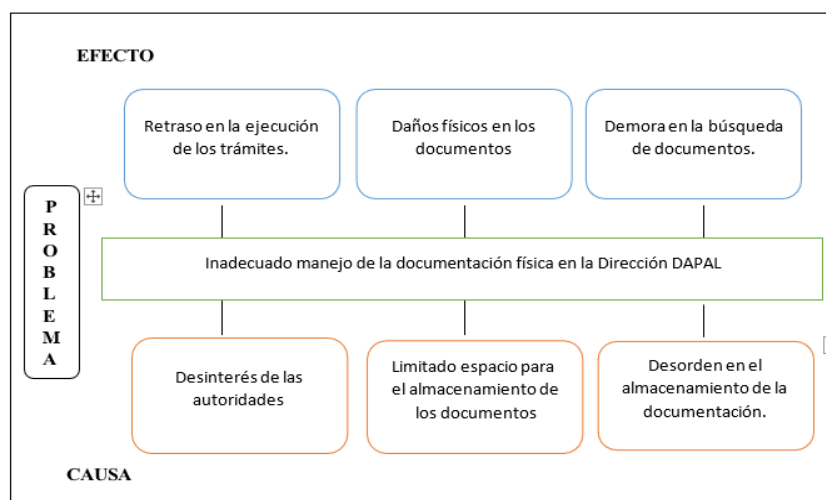 EFECTO
Retraso en la ejecución
de los trámites.
Daños físicos en los
documentos
Demora en la búsqueda
de documentos.
P
R
O
B
L
E
M
A
Inadecuado manejo de la documentación física en la Dirección DAPAL
Desinterés de las
autoridades
Limitado espacio para
el almacenamiento de
los documentos
Desorden en el
almacenamiento de la
documentación.
CAUSA